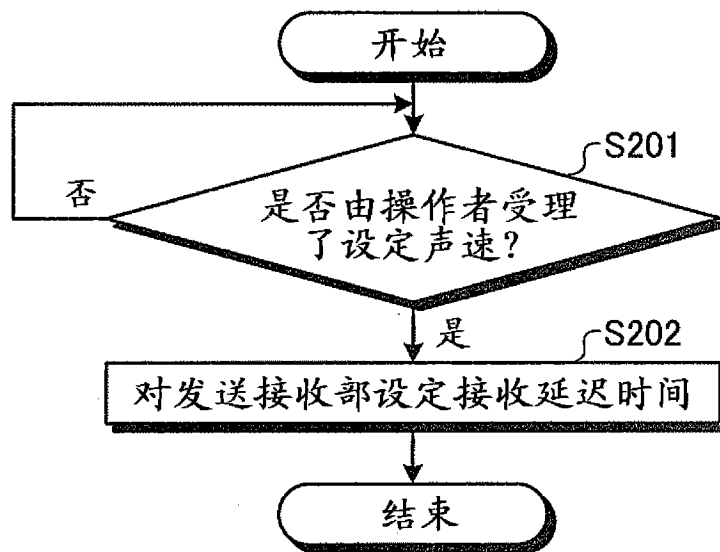 开始
S201
否
是否由操作者受理
了设定声速?
是
S202
对发送接收部设定接收延迟时间
结束